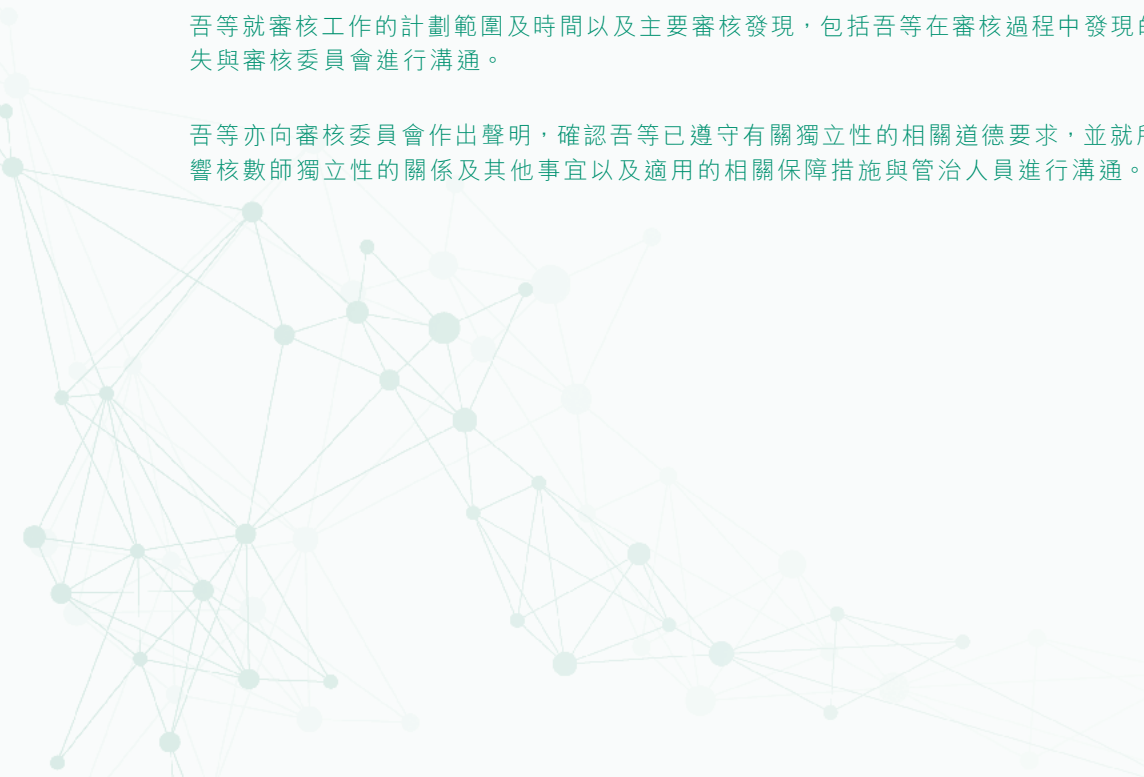 吾等就審核工作的計劃範圍及時間以及主要審核發現，包括吾等在審核過程中發現
失與審核委員會進行溝通。
吾等亦向審核委員會作出聲明，確認吾等已遵守有關獨立性的相關道德要求，並就
響核數師獨立性的關係及其他事宜以及適用的相關保障措施與管治人員進行溝通。